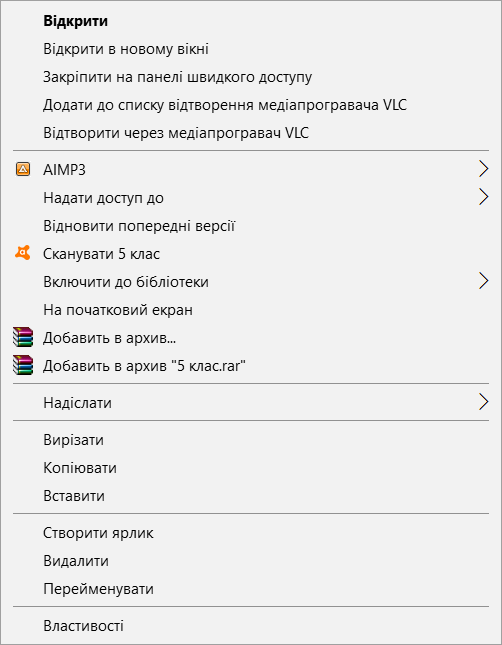 Відкрити
Відкрити в новому вікні
Закріпити на панелі швидкого доступу
Додати до списку відтворення медіапрогравача VLC
Відтворити через медіапрогравач VLC
AIMP3
Надати доступ до
Відновити попередні версії
Сканувати 5 клас
Включити до бібліотеки
На початковий екран
Добавить в архив...
Добавить в архив "5 клас.rar"
Надіслати
Вирізати
Копіювати
Вставити
Створити ярлик
Видалити
Перейменувати
Властивості